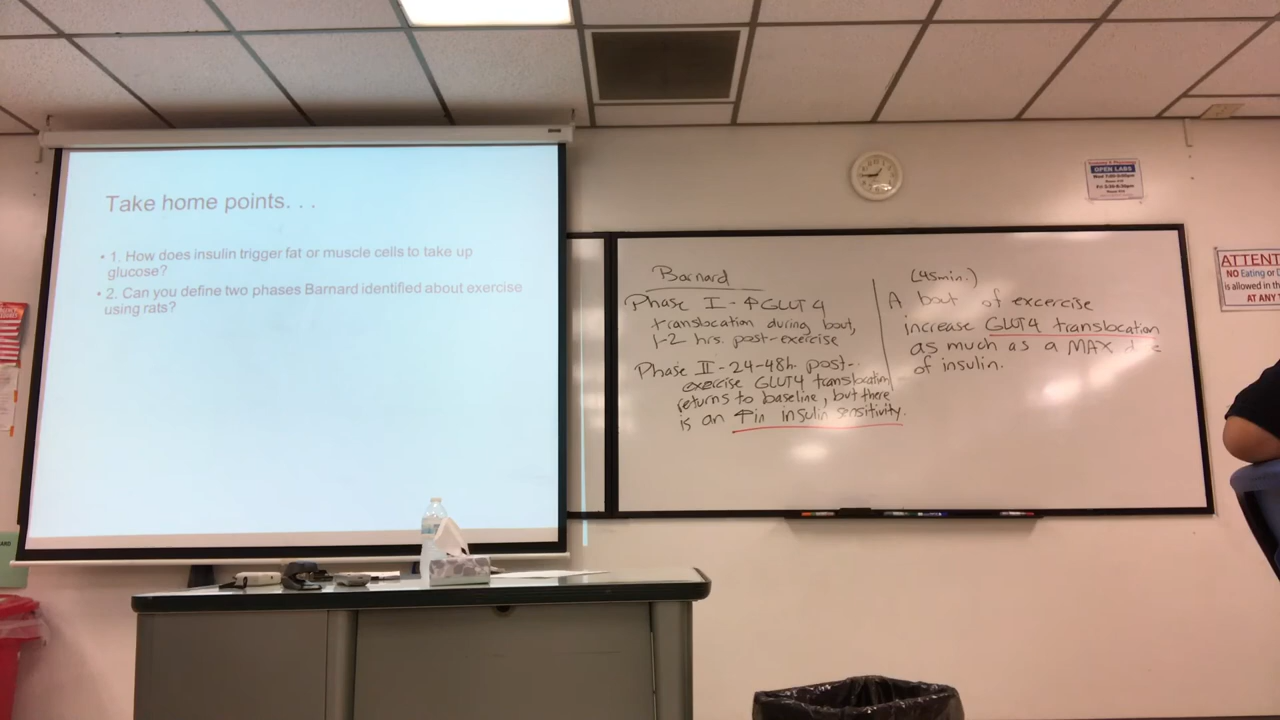 Take home points. . .
• 1. How does insulin trigger fat or muscle cells to take up
glucose?
• 2. Can you define two phases Barnard identified about exercise
using rats?
Barnard
Phase I - ↑GLUT4
translocation during bout,
1-2 hrs. post-exercise
Phase II - 24-48h. post-
exercise GLUT4 translocation
returns to baseline, but there
is an ↑ in insulin sensitivity.
(45min.)
A bout of excercise
increase GLUT4 translocation
as much as a MAX
of insulin.
OPEN LABS
ATTENT
NO Eating or D
is allowed in th
AT ANY